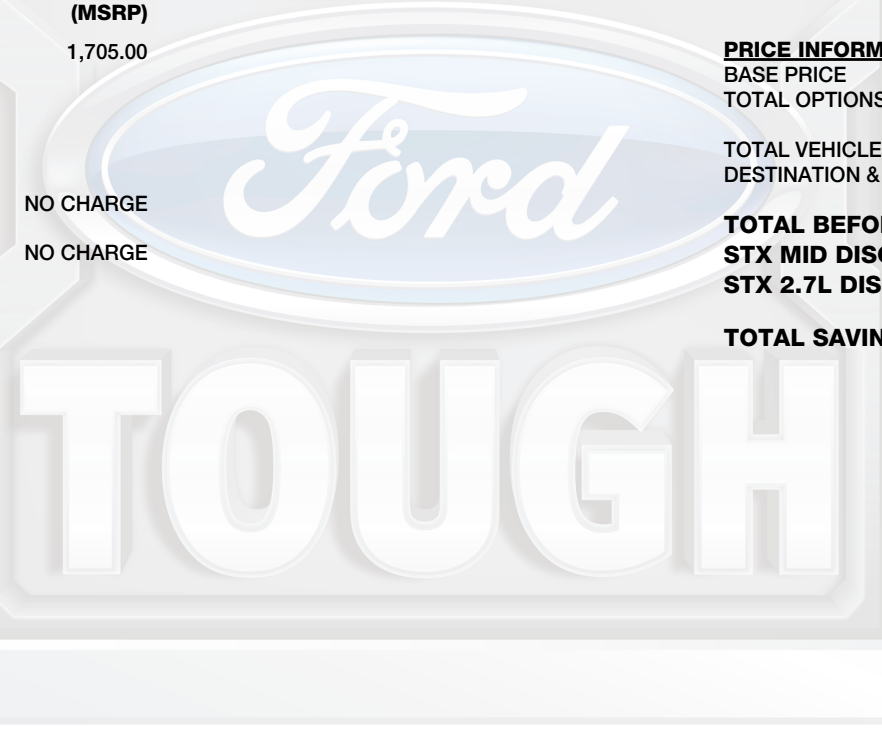 (MSRP)
1,705.00
NO CHARGE
NO CHARGE
PRICE INFORM
BASE PRICE
TOTAL OPTIONS
TOTAL VEHICLE
DESTINATION &
TOTAL BEFO
STX MID DISC
STX 2.7L DIS
TOTAL SAVIN
Ford
TOUGH